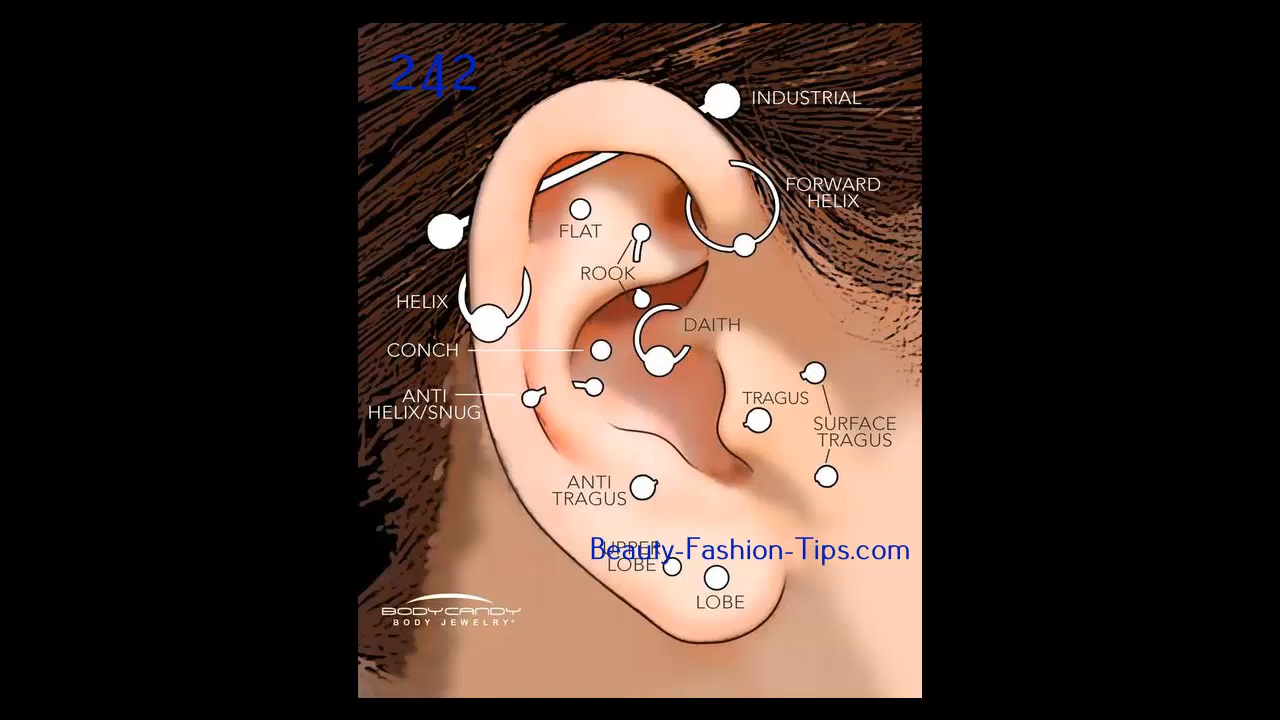 242
INDUSTRIAL
FORWARD
HELIX
FLAT
ROOK
HELIX
DAITH
CONCH
ANTI
HELIX/SNUG
TRAGUS
SURFACE
TRAGUS
ANTI
TRAGUS
UPPER
LOBE
Beauty-Fashion-Tips.com
LOBE
BODYCANDY
BODY JEWELRY